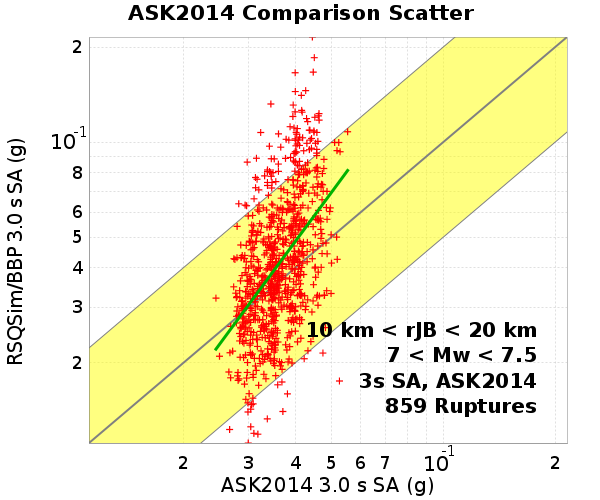 ASK2014 Comparison Scatter
RSQSim/BBP 3.0 s SA (g)
2
10⁻¹
8
6
5
4
3
2
10 km < rJB < 20 km
7 < Mw < 7.5
3s SA, ASK2014
859 Ruptures
2 3 4 5 6 7 10⁻¹ 2
ASK2014 3.0 s SA (g)